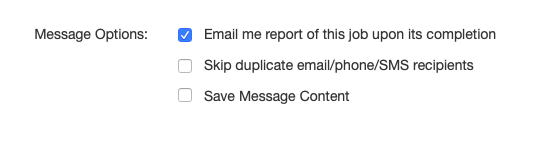 Message Options: Email me report of this job upon its completion
Skip duplicate email/phone/SMS recipients
Save Message Content